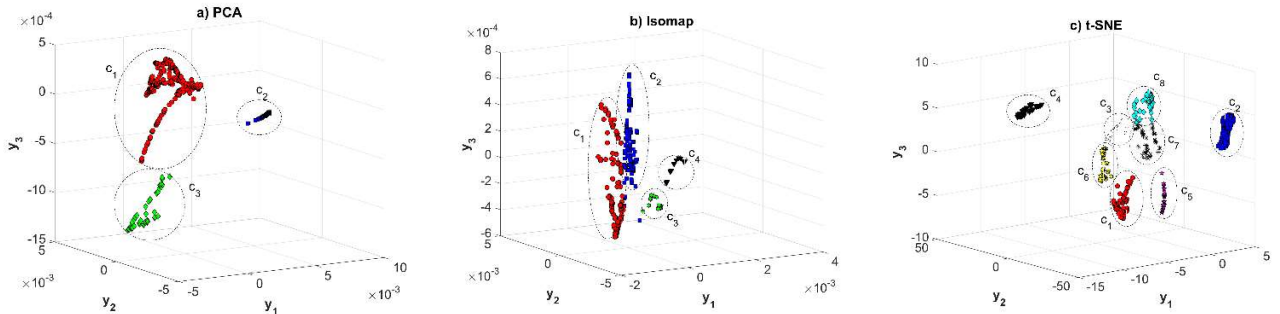 a) PCA
×10⁻⁴
5
0
-5
-10
-15
y₃
c₁
c₂
c₃
5
0
-5
×10⁻³
y₂
-5
0
5
10
×10⁻³
y₁
b) Isomap
×10⁻⁴
8
6
4
2
0
-2
-4
-6
y₃
c₁
c₂
c₃
c₄
5
0
-5
×10⁻³
y₂
-2
0
2
4
×10⁻³
y₁
c) t-SNE
10
5
0
-5
-10
y₃
c₄
c₃
c₈
c₂
c₇
c₆
c₁
c₅
50
0
-50
y₂
-15
-10
-5
0
5
y₁